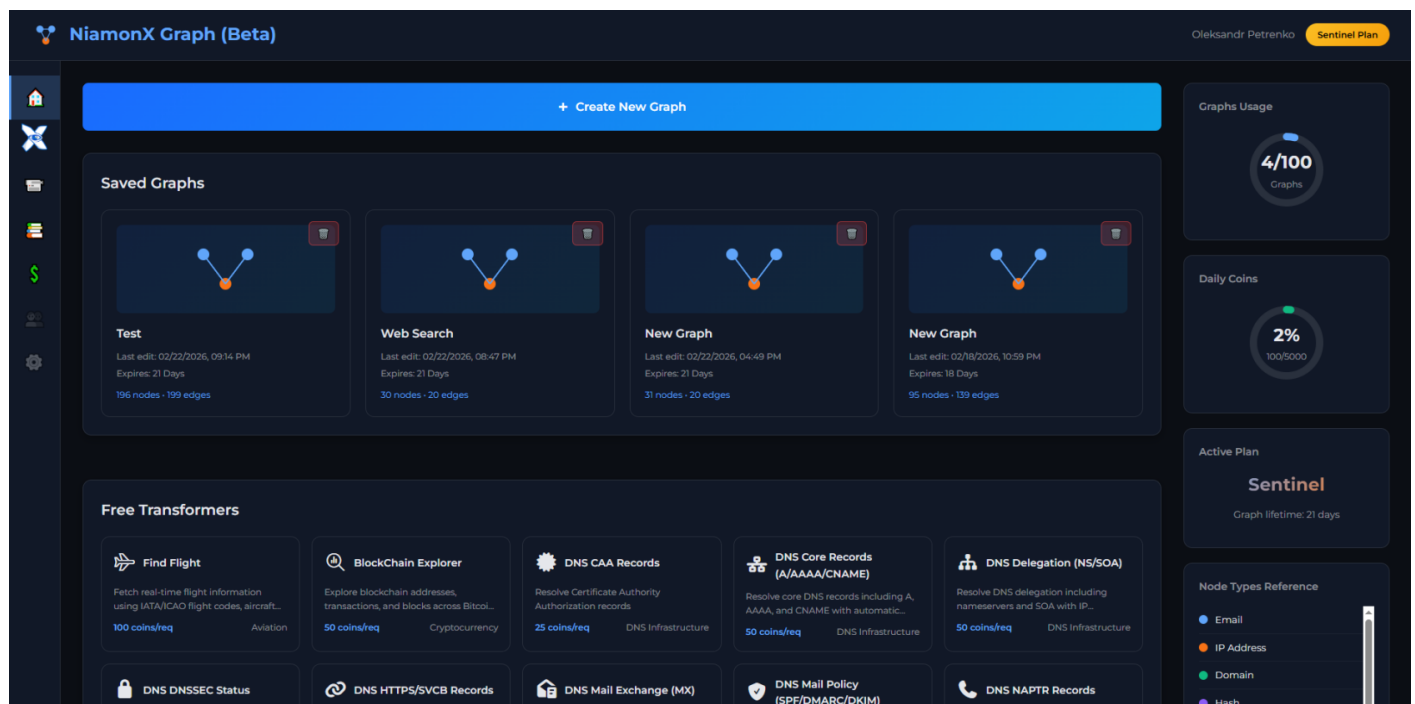 NiamonX Graph (Beta)
Oleksandr Petrenko
Sentinel Plan
+ Create New Graph
Saved Graphs
Test
Last edit: 02/22/2026, 09:14 PM
Expires: 21 Days
196 nodes · 199 edges
Web Search
Last edit: 02/22/2026, 08:47 PM
Expires: 21 Days
30 nodes · 20 edges
New Graph
Last edit: 02/22/2026, 04:49 PM
Expires: 21 Days
31 nodes · 20 edges
New Graph
Last edit: 02/18/2026, 10:59 PM
Expires: 18 Days
95 nodes · 139 edges
Graphs Usage
4/100
Graphs
Daily Coins
2%
100/5000
Active Plan
Sentinel
Graph lifetime: 21 days
Node Types Reference
Email
IP Address
Domain
Hash
Free Transformers
Find Flight
Fetch real-time flight information
using IATA/ICAO flight codes, aircraft...
100 coins/req
Aviation
BlockChain Explorer
Explore blockchain addresses,
transactions, and blocks across Bitcoi...
50 coins/req
Cryptocurrency
DNS CAA Records
Resolve Certificate Authority
Authorization records
25 coins/req
DNS Infrastructure
DNS Core Records
(A/AAAA/CNAME)
Resolve core DNS records including A,
AAAA, and CNAME with automatic...
50 coins/req
DNS Infrastructure
DNS Delegation (NS/SOA)
Resolve DNS delegation including
nameservers and SOA with IP...
50 coins/req
DNS Infrastructure
DNS DNSSEC Status
DNS HTTPS/SVCB Records
DNS Mail Exchange (MX)
DNS Mail Policy
(SPF/DMARC/DKIM)
DNS NAPTR Records